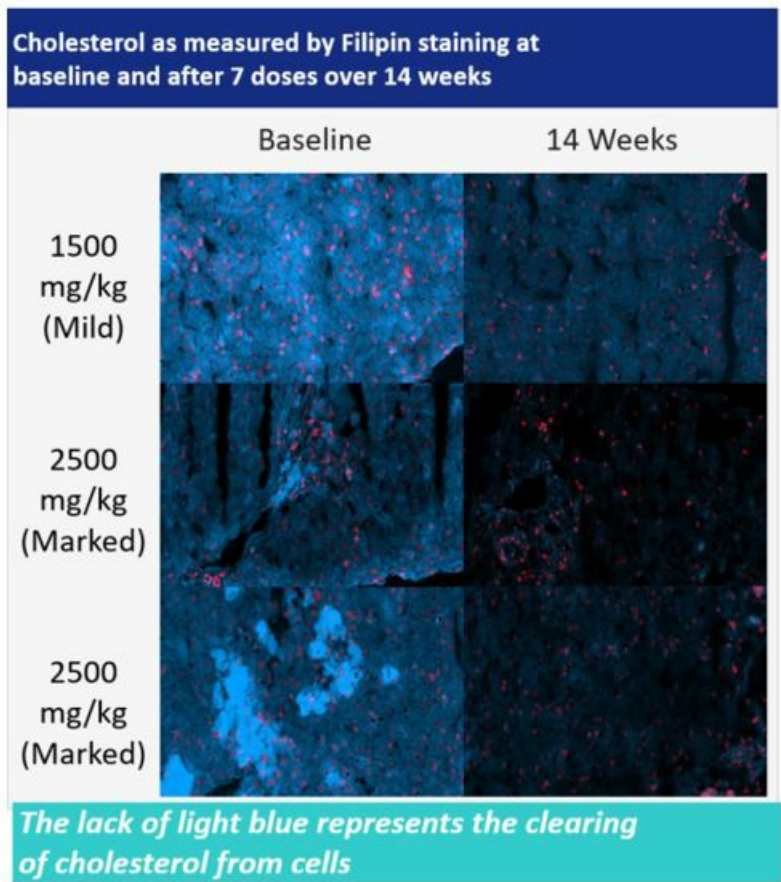 Cholesterol as measured by Filipin staining at
baseline and after 7 doses over 14 weeks
Baseline
14 Weeks
1500
mg/kg
(Mild)
2500
mg/kg
(Marked)
2500
mg/kg
(Marked)
The lack of light blue represents the clearing
of cholesterol from cells